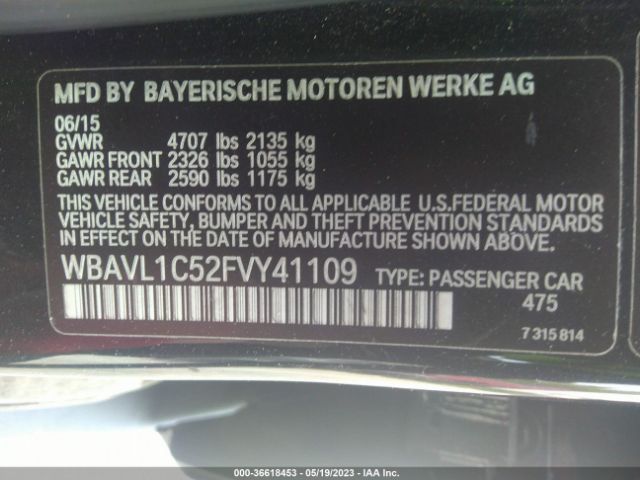 MFD BY BAYERISCHE MOTOREN WERKE AG
06/15
GVWR 4707 lbs 2135 kg
GAWR FRONT 2326 lbs 1055 kg
GAWR REAR 2590 lbs 1175 kg
THIS VEHICLE CONFORMS TO ALL APPLICABLE U.S.FEDERAL MOTOR
VEHICLE SAFETY, BUMPER AND THEFT PREVENTION STANDARDS
IN EFFECT ON THE DATE OF MANUFACTURE SHOWN ABOVE.
WBAVL1C52FVY41109 TYPE: PASSENGER CAR
475
7 315 814
000-36618453 - 05/19/2023 - IAA Inc.